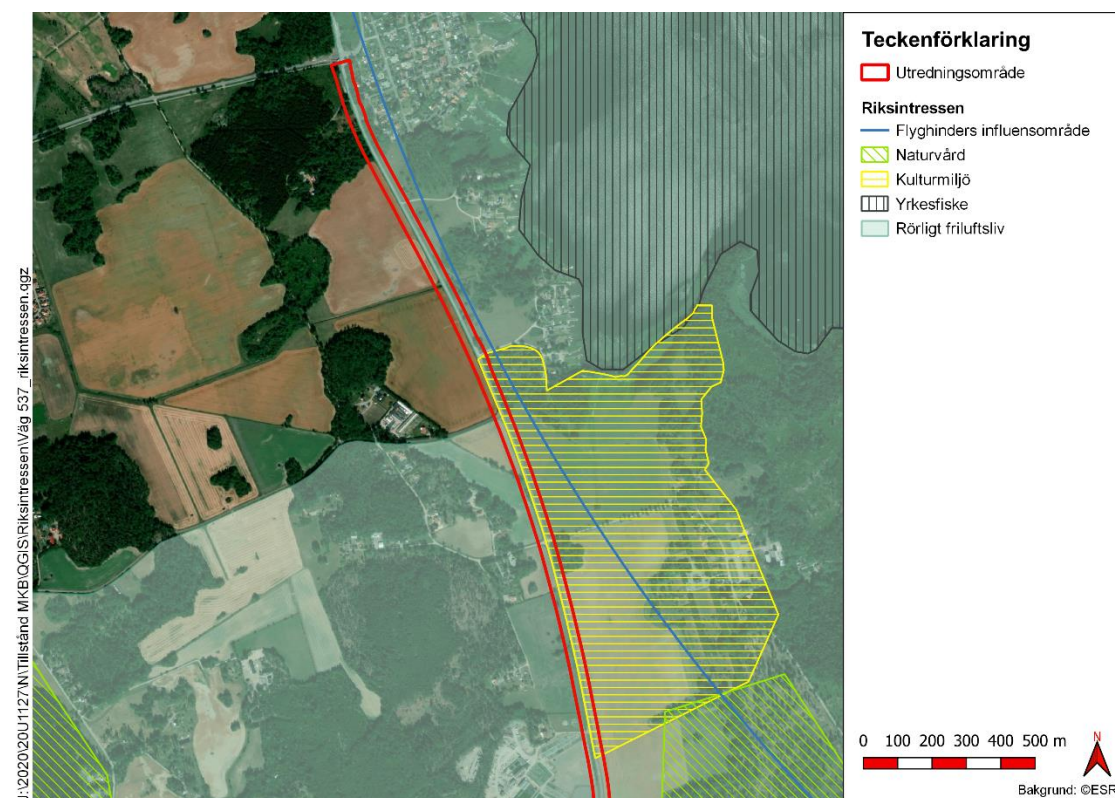 Teckenförklaring
Utredningsområde
Riksintressen
Flyghinders influensområde
Naturvård
Kulturmiljö
Yrkesfiske
Rörligt friluftsliv
J:\2020\20U1127\N\Tillstånd MKB\QGIS\Riksintressen\Väg 537_riksintressen.qgz
0 100 200 300 400 500 m
N
Bakgrund: ©ESR